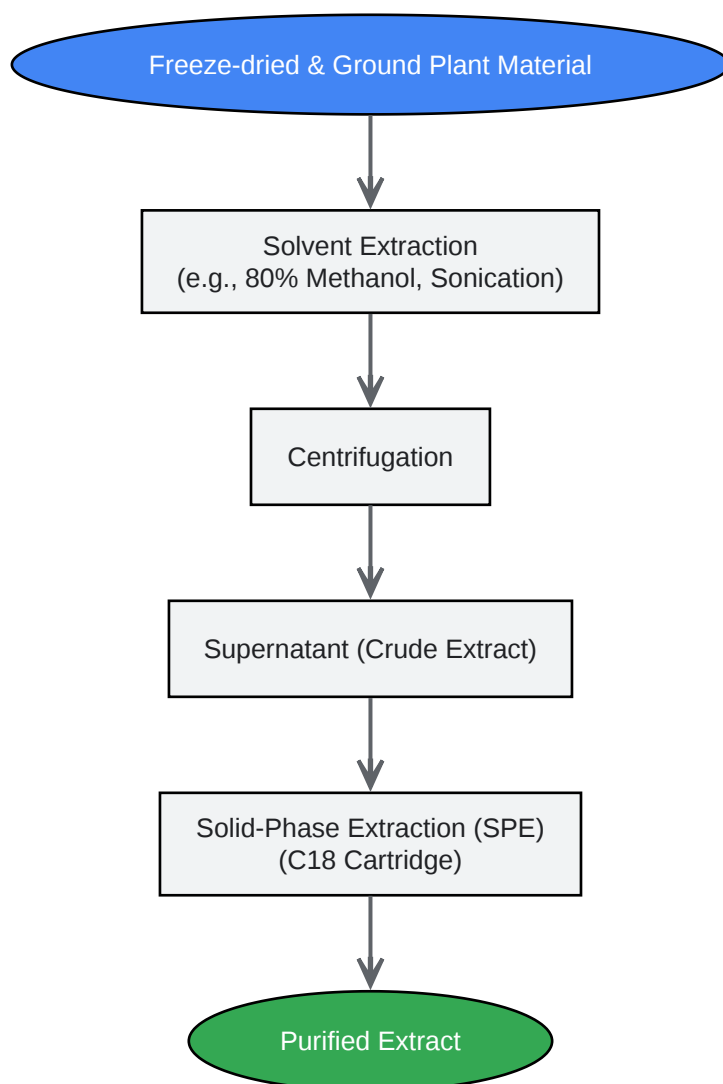 Freeze-dried & Ground Plant Material
Solvent Extraction
(e.g., 80% Methanol, Sonication)
Centrifugation
Supernatant (Crude Extract)
Solid-Phase Extraction (SPE)
(C18 Cartridge)
Purified Extract